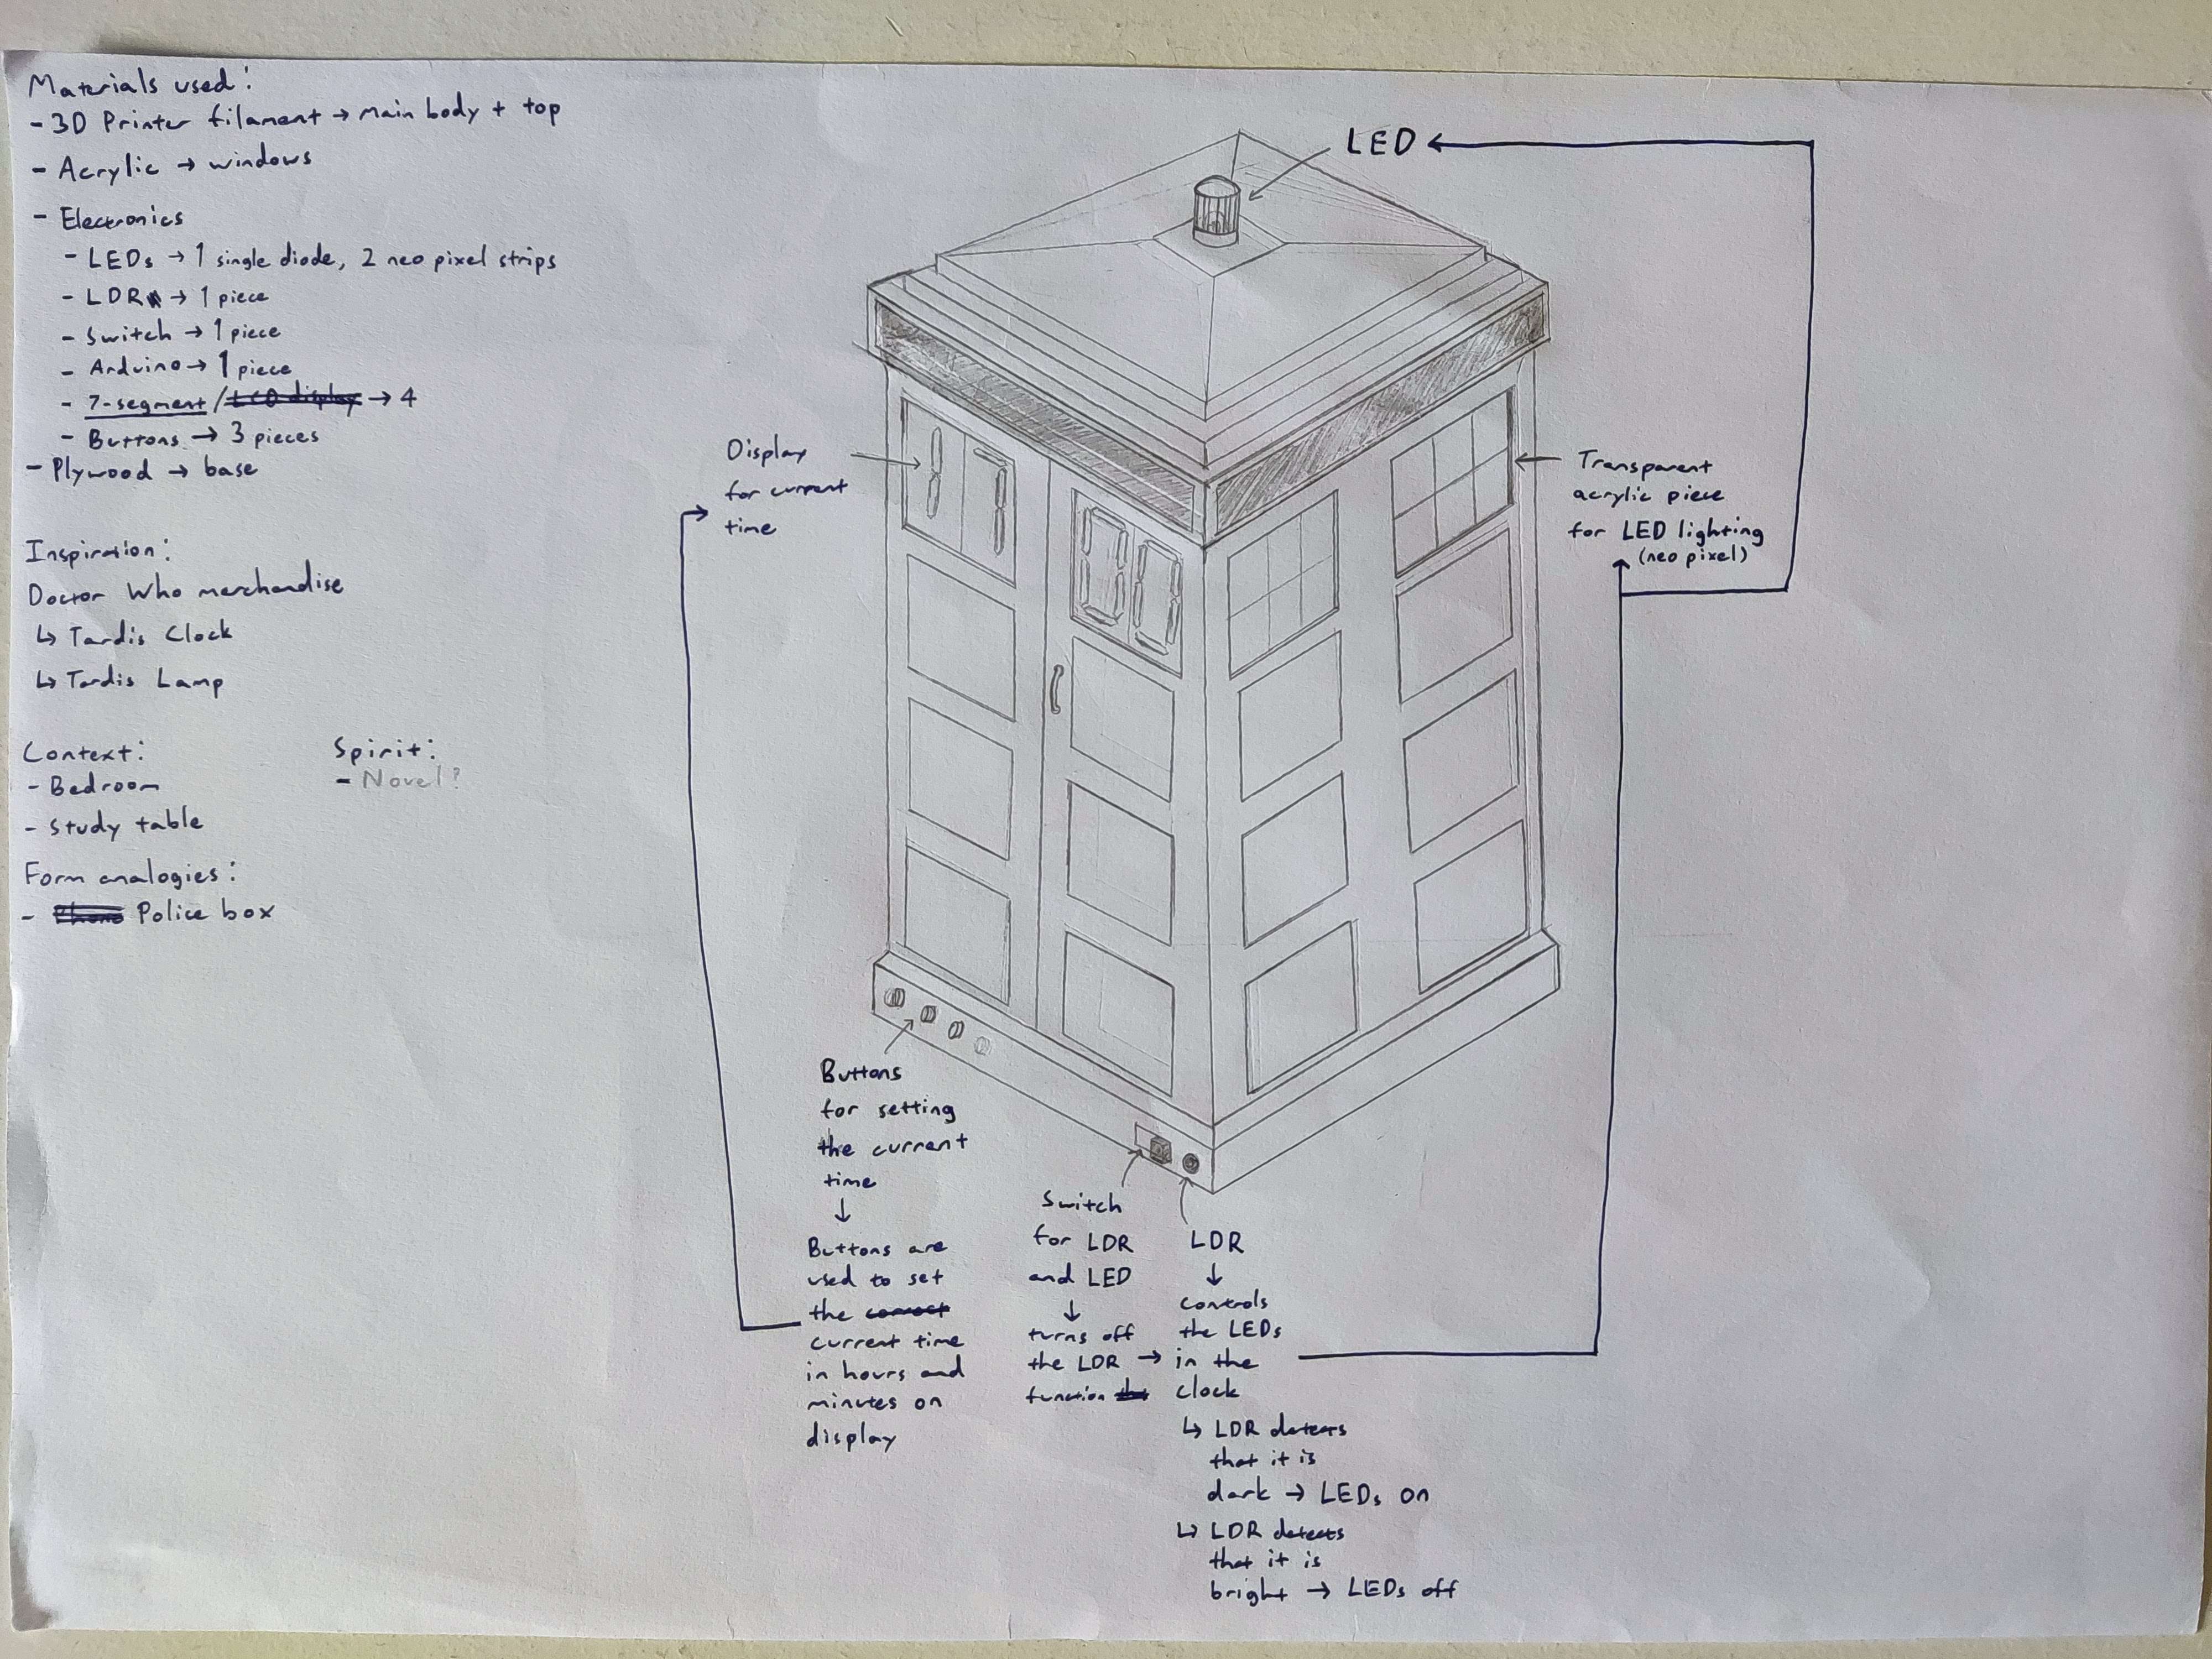 Materials used:
- 3D Printer filament → main body + top
- Acrylic → windows
- Electronics
- LEDs → 1 single diode, 2 neo pixel strips
- LDR → 1 piece
- Switch → 1 piece
- Arduino → 1 piece
- 7-segment / LCD display → 4
- Buttons → 3 pieces
- Plywood → base
Inspiration:
Doctor Who merchandise
↳ Tardis Clock
↳ Tardis Lamp
Context:
- Bedroom
- Study table
Spirit:
- Novel?
Form analogies:
- Phone Police box
LED
Display
for current
time
17
00
Transparent
acrylic piece
for LED lighting
(neo pixel)
Buttons
for setting
the current
time
↓
Buttons are
used to set
the correct
current time
in hours and
minutes on
display
Switch
for LDR
and LED
↓
turns off
the LDR →
function
LDR
↓
controls
the LEDs
in the
clock
↳ LDR detects
that it is
dark → LEDs on
↳ LDR detects
that it is
bright → LEDs off